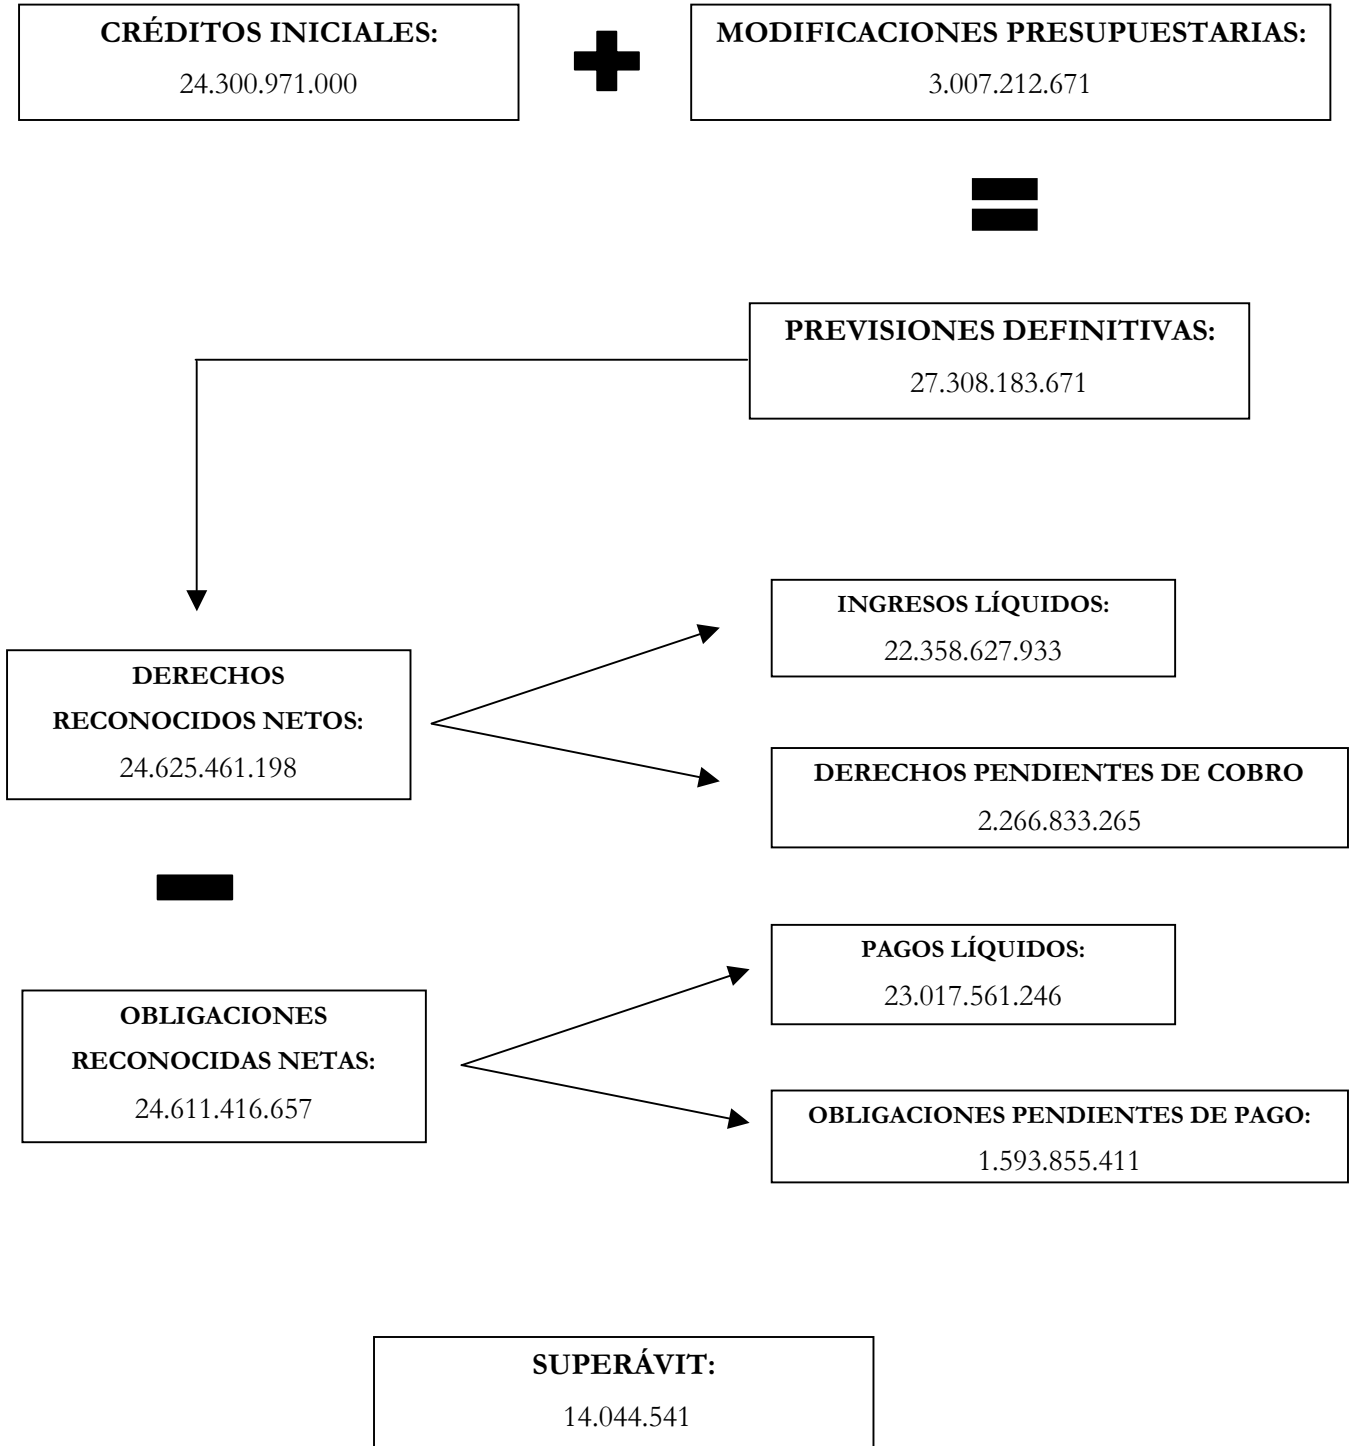 CRÉDITOS INICIALES:
24.300.971.000
MODIFICACIONES PRESUPUESTARIAS:
3.007.212.671
PREVISIONES DEFINITIVAS:
27.308.183.671
DERECHOS
RECONOCIDOS NETOS:
24.625.461.198
INGRESOS LÍQUIDOS:
22.358.627.933
DERECHOS PENDIENTES DE COBRO
2.266.833.265
OBLIGACIONES
RECONOCIDAS NETAS:
24.611.416.657
PAGOS LÍQUIDOS:
23.017.561.246
OBLIGACIONES PENDIENTES DE PAGO:
1.593.855.411
SUPERÁVIT:
14.044.541